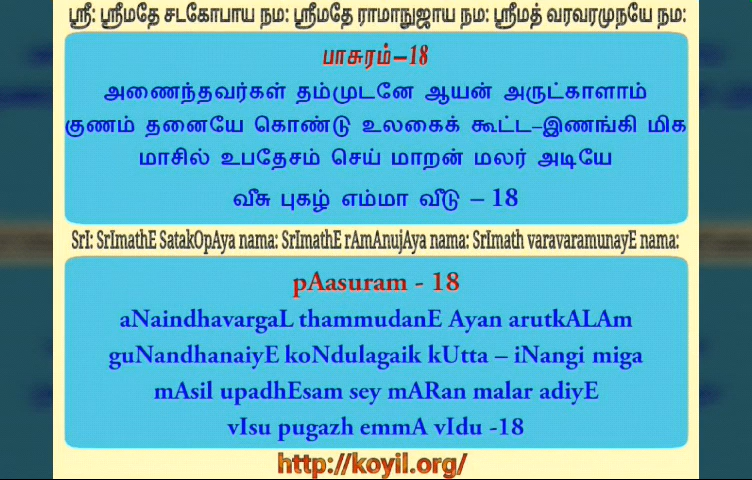 ஸ்ரீ: ஸ்ரீமதே சடகோபாய நம: ஸ்ரீமதே ராமாநுஜாய நம: ஸ்ரீமத் வரவரமுநயே நம:
பாசுரம்–18
அணைந்தவர்கள் தம்முடனே ஆயன் அருட்காளாம்
குணம் தனையே கொண்டு உலகைக் கூட்ட–இணங்கி மிக
மாசில் உபதேசம் செய் மாறன் மலர் அடியே
வீசு புகழ் எம்மா வீடு – 18
SrI: SrImathE SatakOpAya nama: SrImathE rAmAnujAya nama: SrImath varavaramunayE nama:
pAasuram - 18
aNaindhavargaL thammudanE Ayan arutkALAm
guNandhanaiyE koNdulagaik kUtta – iNangi miga
mAsil upadhEsam sey mARan malar adiyE
vIsu pugazh emmA vIdu -18
http://koyil.org/